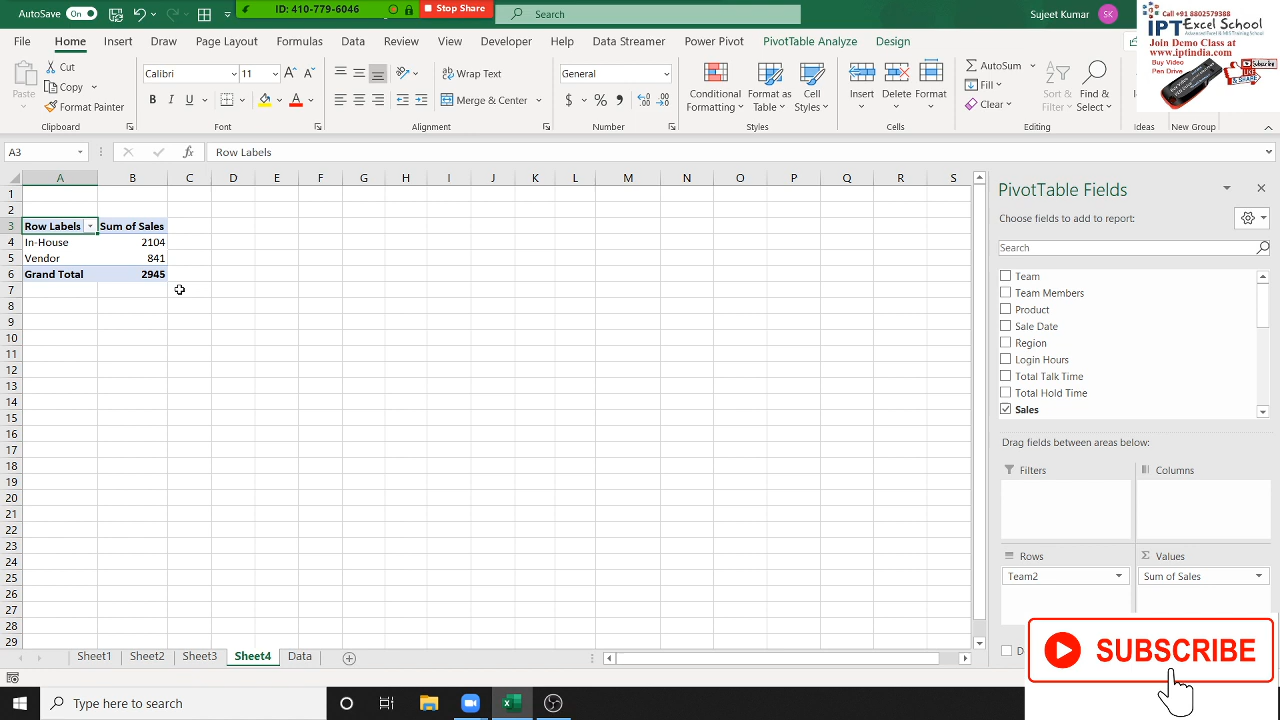 AutoSave On
ID: 410-779-6046
Stop Share
Search
Sujeet Kumar
SK
Call +91 8802579388
IPT Excel School
Advanced Excel & MIS Training School
Join Demo Class at
www.iptindia.com
Buy Video
Pen Drive
File Home Insert Draw Page Layout Formulas Data Review View Developer Help Data Streamer Power Pivot PivotTable Analyze Design
Paste
Cut
Copy
Format Painter
Clipboard
Calibri 11
B I U
Font
Wrap Text
Merge & Center
Alignment
General
$ % ,
Number
Conditional Formatting
Format as Table
Cell Styles
Styles
Insert
Delete
Format
Cells
AutoSum
Fill
Clear
Sort & Filter
Find & Select
Editing
Ideas
New Group
A3
fx
Row Labels
A B C D E F G H I J K L M N O P Q R S
1
2
3 Row Labels Sum of Sales
4 In-House 2104
5 Vendor 841
6 Grand Total 2945
7
8
9
10
11
12
13
14
15
16
17
18
19
20
21
22
23
24
25
26
27
28
29
PivotTable Fields
Choose fields to add to report:
Search
Team
Team Members
Product
Sale Date
Region
Login Hours
Total Talk Time
Total Hold Time
Sales
Drag fields between areas below:
Filters
Columns
Rows
Values
Team2
Sum of Sales
D
SUBSCRIBE
Sheet1 Sheet2 Sheet3 Sheet4 Data
Type here to search